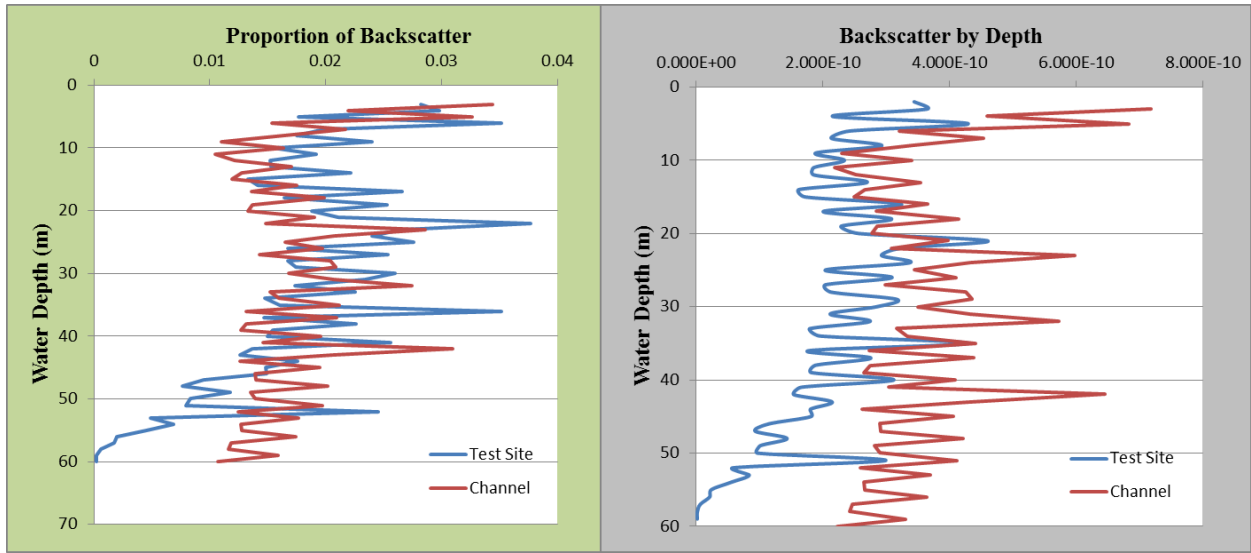 Proportion of Backscatter
0 0.01 0.02 0.03 0.04
0
10
20
30
40
50
60
70
Water Depth (m)
Test Site
Channel
Backscatter by Depth
0.000E+00 2.000E-10 4.000E-10 6.000E-10 8.000E-10
0
10
20
30
40
50
60
Water Depth (m)
Test Site
Channel